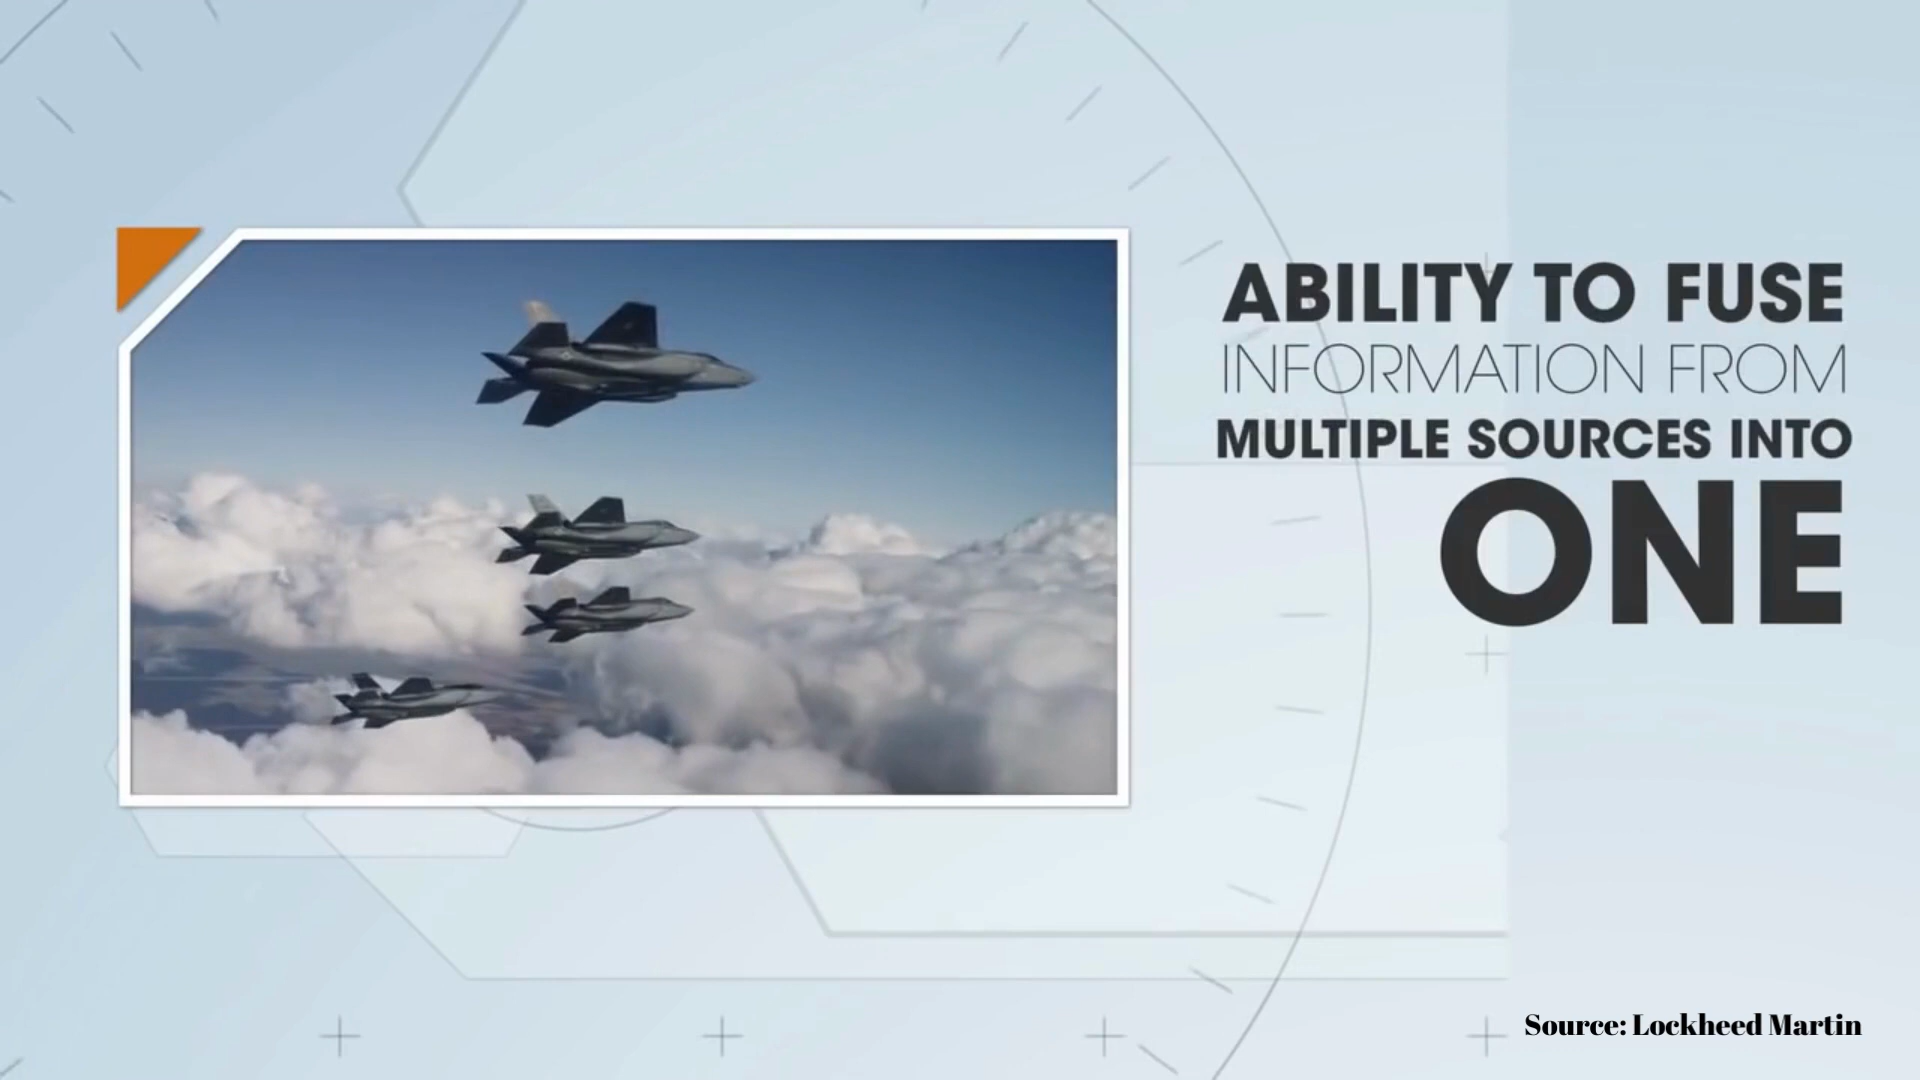 ABILITY TO FUSE
INFORMATION FROM
MULTIPLE SOURCES INTO
ONE
Source: Lockheed Martin